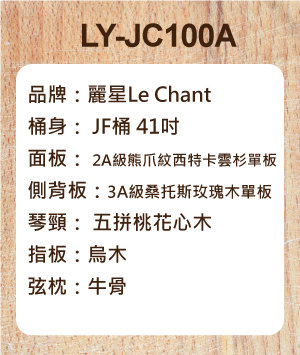 LY-JC100A
品牌：麗星Le Chant
桶身： JF桶 41吋
面板： 2A級熊爪紋西特卡雲杉單板
側背板：3A級桑托斯玫瑰木單板
琴頸： 五拼桃花心木
指板：烏木
弦枕：牛骨